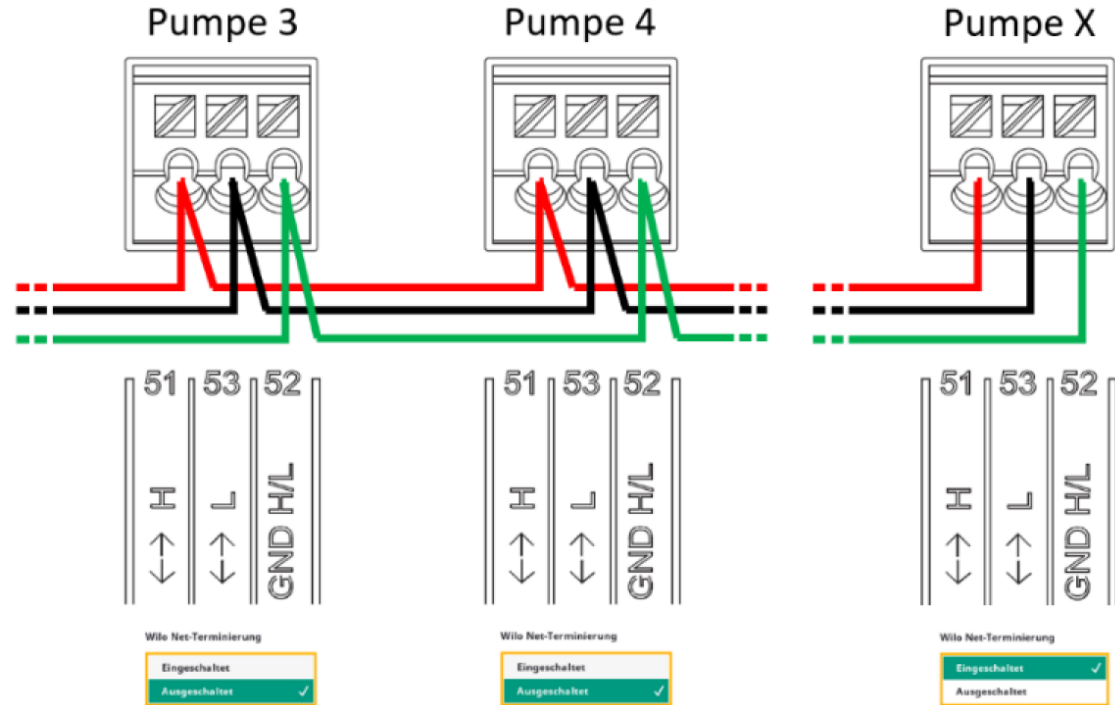 Pumpe 3
Pumpe 4
Pumpe X
51 53 52
H L GND H/L
51 53 52
H L GND H/L
51 53 52
H L GND H/L
Wilo Net-Terminierung
Eingeschaltet
Ausgeschaltet
Wilo Net-Terminierung
Eingeschaltet
Ausgeschaltet
Wilo Net-Terminierung
Eingeschaltet
Ausgeschaltet